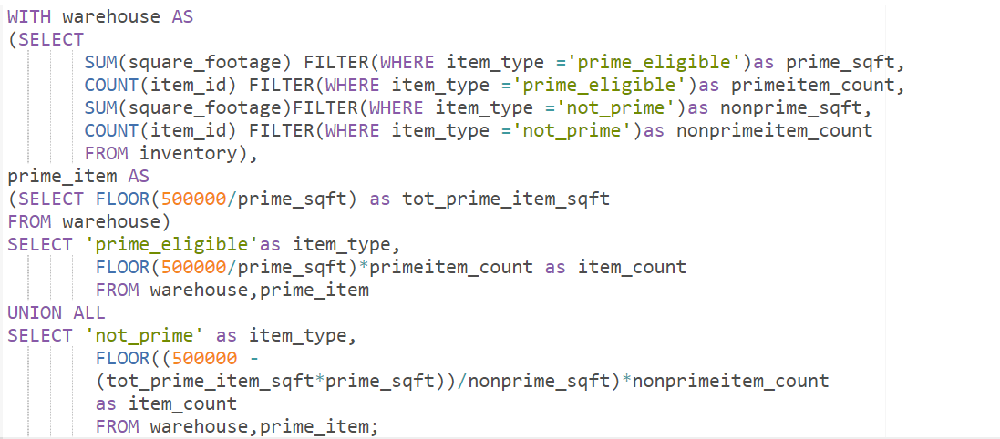 WITH warehouse AS
(SELECT
SUM(square_footage) FILTER(WHERE item_type ='prime_eligible')as prime_sqft,
COUNT(item_id) FILTER(WHERE item_type ='prime_eligible')as primeitem_count,
SUM(square_footage)FILTER(WHERE item_type ='not_prime')as nonprime_sqft,
COUNT(item_id) FILTER(WHERE item_type ='not_prime')as nonprimeitem_count
FROM inventory),
prime_item AS
(SELECT FLOOR(500000/prime_sqft) as tot_prime_item_sqft
FROM warehouse)
SELECT 'prime_eligible'as item_type,
FLOOR(500000/prime_sqft)*primeitem_count as item_count
FROM warehouse,prime_item
UNION ALL
SELECT 'not_prime' as item_type,
FLOOR((500000 -
(tot_prime_item_sqft*prime_sqft))/nonprime_sqft)*nonprimeitem_count
as item_count
FROM warehouse,prime_item;